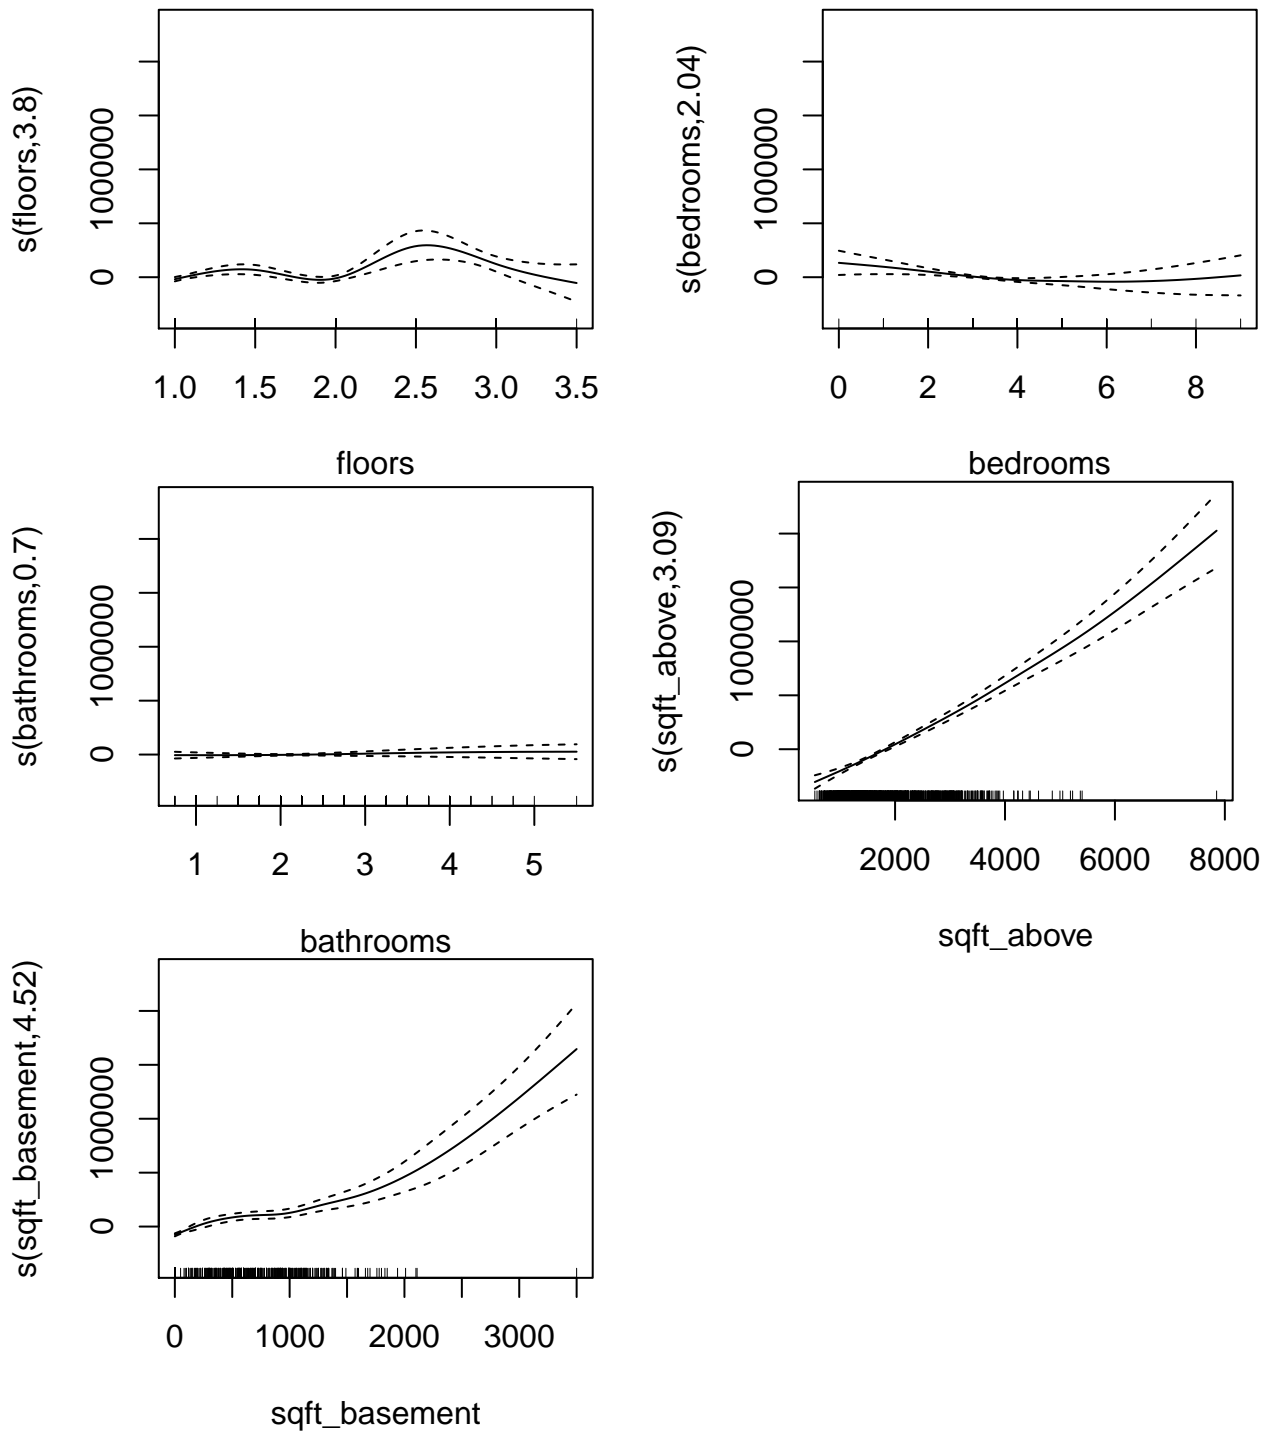 s(floors,3.8)
0
1000000
1.0 1.5 2.0 2.5 3.0 3.5
floors
s(bedrooms,2.04)
0
1000000
0 2 4 6 8
bedrooms
s(bathrooms,0.7)
0
1000000
1 2 3 4 5
bathrooms
s(sqft_above,3.09)
0
1000000
2000 4000 6000 8000
sqft_above
s(sqft_basement,4.52)
0
1000000
0 1000 2000 3000
sqft_basement